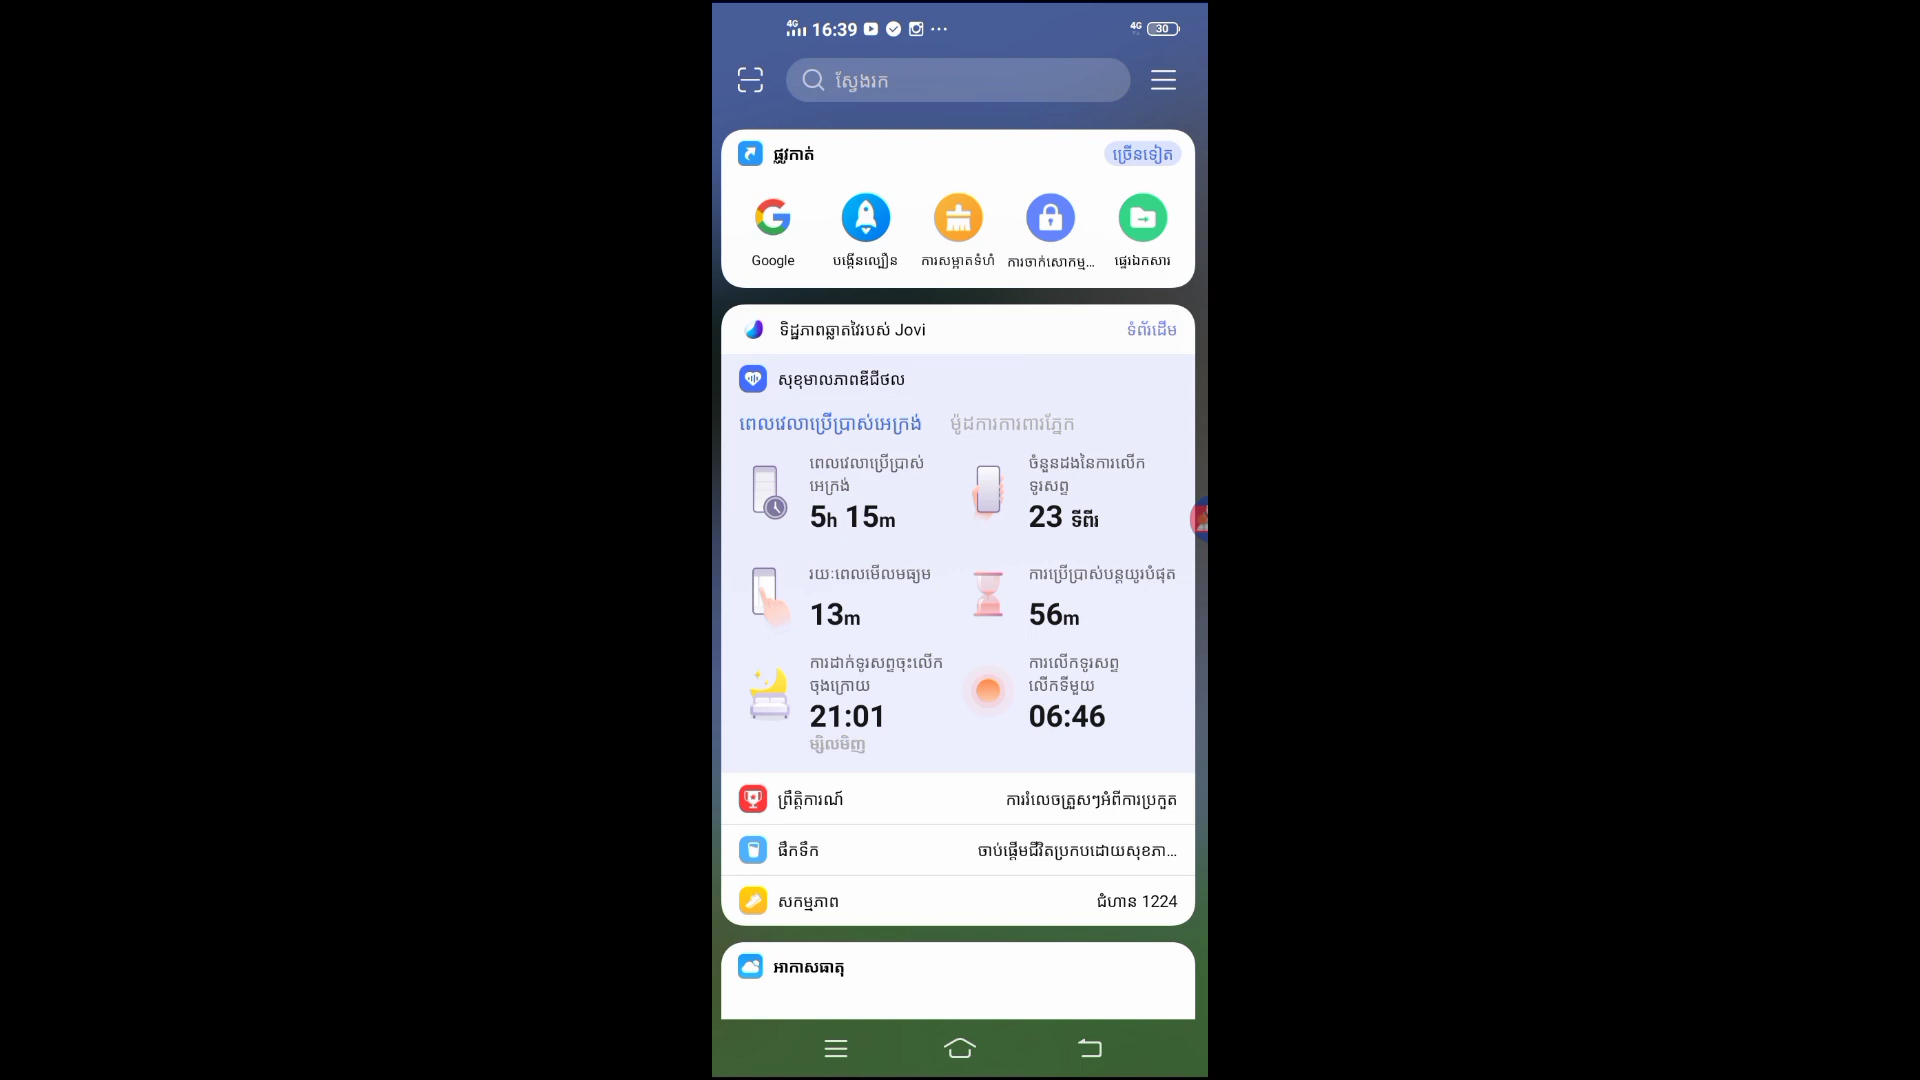 4G 16:39 ... 4G 30
ស្វែងរក
ផ្លូវកាត់ ច្រើនទៀត
Google បង្កើនល្បឿន ការសម្អាតទំហំ ការចាក់សោកម្ម... ផ្ទេរឯកសារ
ទិដ្ឋភាពឆ្លាតវៃរបស់ Jovi ទំព័រដើម
សុខុមាលភាពឌីជីថល
ពេលវេលាប្រើប្រាស់អេក្រង់ ម៉ូដការការពារភ្នែក
ពេលវេលាប្រើប្រាស់ ចំនួនដងនៃការលើក
អេក្រង់ ទូរសព្ទ
5h 15m 23 ទីពីរ
រយៈពេលមើលមធ្យម ការប្រើប្រាស់បន្តយូរបំផុត
13m 56m
ការដាក់ទូរសព្ទចុះលើក ការលើកទូរសព្ទ
ចុងក្រោយ លើកទីមួយ
21:01 06:46
ម្សិលមិញ
ព្រឹត្តិការណ៍ ការរំលេចត្រួសៗអំពីការប្រកួត
ផឹកទឹក ចាប់ផ្តើមជីវិតប្រកបដោយសុខភា...
សកម្មភាព ជំហាន 1224
អាកាសធាតុ